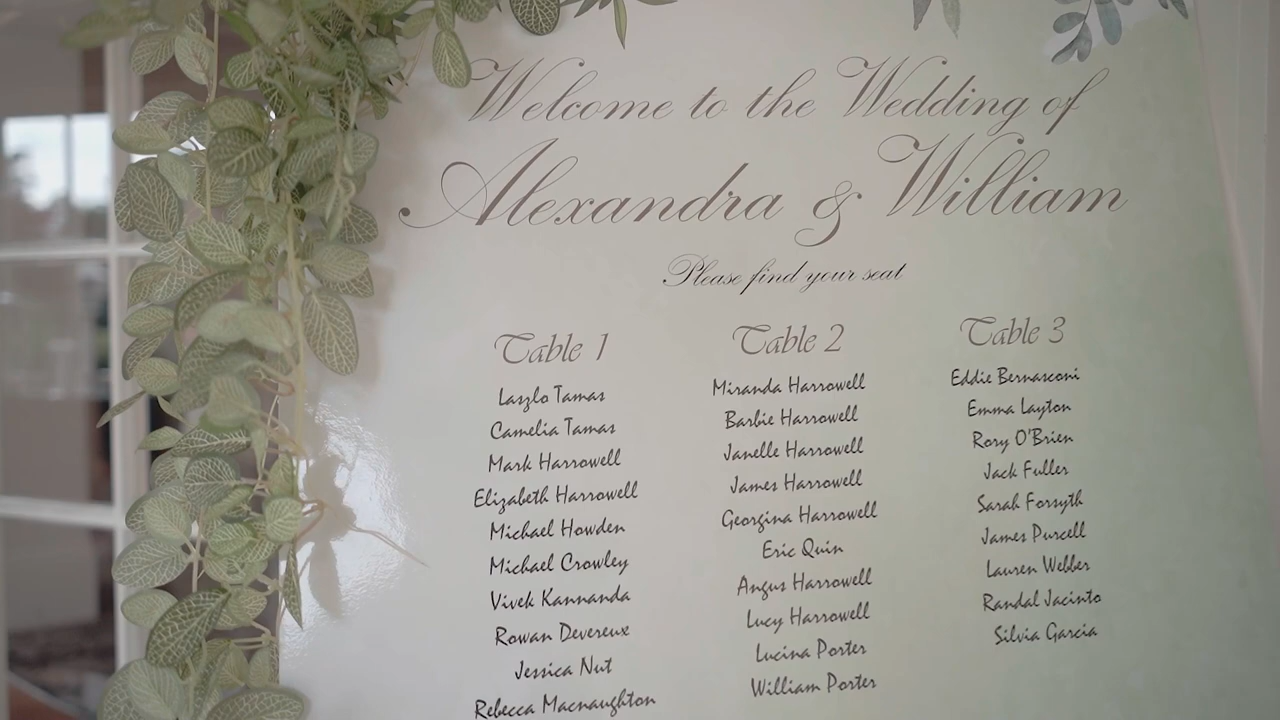 Welcome to the Wedding of
Alexandra & William
Please find your seat
Table 1
Laszlo Tamas
Camelia Tamas
Mark Harrowell
Elizabeth Harrowell
Michael Howden
Michael Crowley
Vivek Kannanda
Rowan Devereux
Jessica Nut
Rebecca Macnaughton
Table 2
Miranda Harrowell
Barbie Harrowell
Janelle Harrowell
James Harrowell
Georgina Harrowell
Eric Quin
Angus Harrowell
Lucy Harrowell
Lucina Porter
William Porter
Table 3
Eddie Bernasconi
Emma Layton
Rory O'Brien
Jack Fuller
Sarah Forsyth
James Purcell
Lauren Webber
Randal Jacinto
Silvia Garcia